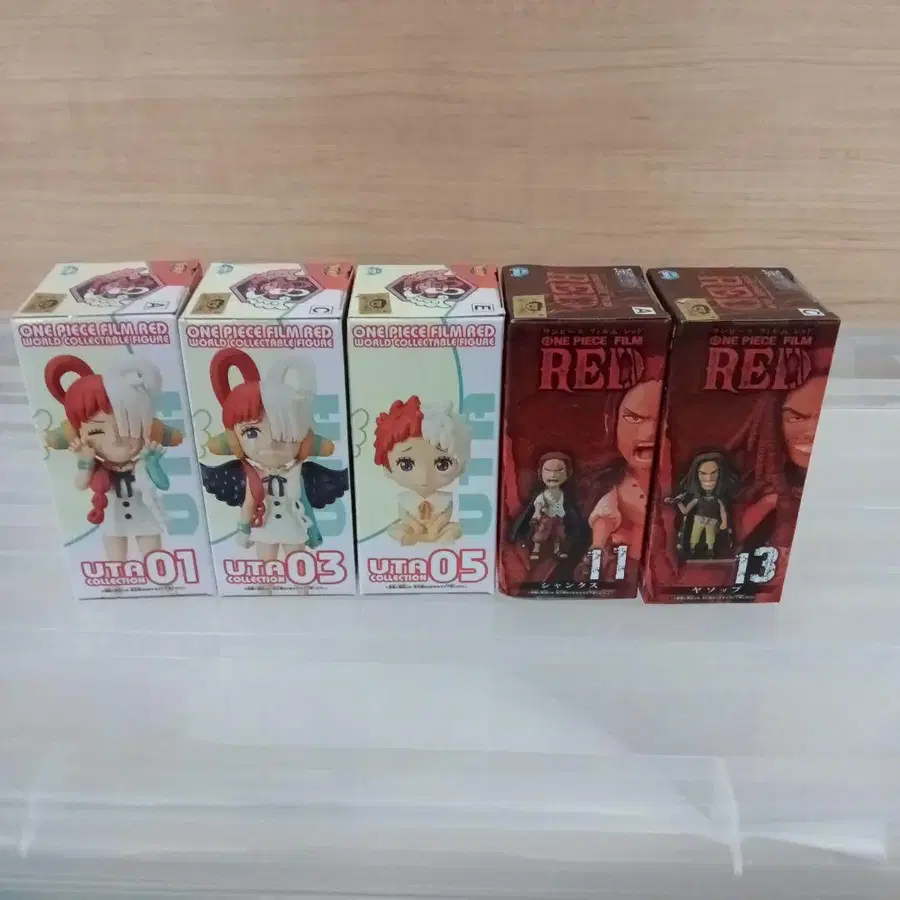 A
ONE PIECE FILM RED
WORLD COLLECTABLE FIGURE
uta
UTA
COLLECTION
01
C
ONE PIECE FILM RED
WORLD COLLECTABLE FIGURE
uta
UTA
COLLECTION
03
E
ONE PIECE FILM RED
WORLD COLLECTABLE FIGURE
uta
UTA
COLLECTION
05
RED
A
ワンピース フィルム レッド
ONE PIECE FILM
RED
11
シャンクス
RED
ワンピース フィルム レッド
ONE PIECE FILM
RED
13
ヤソップ